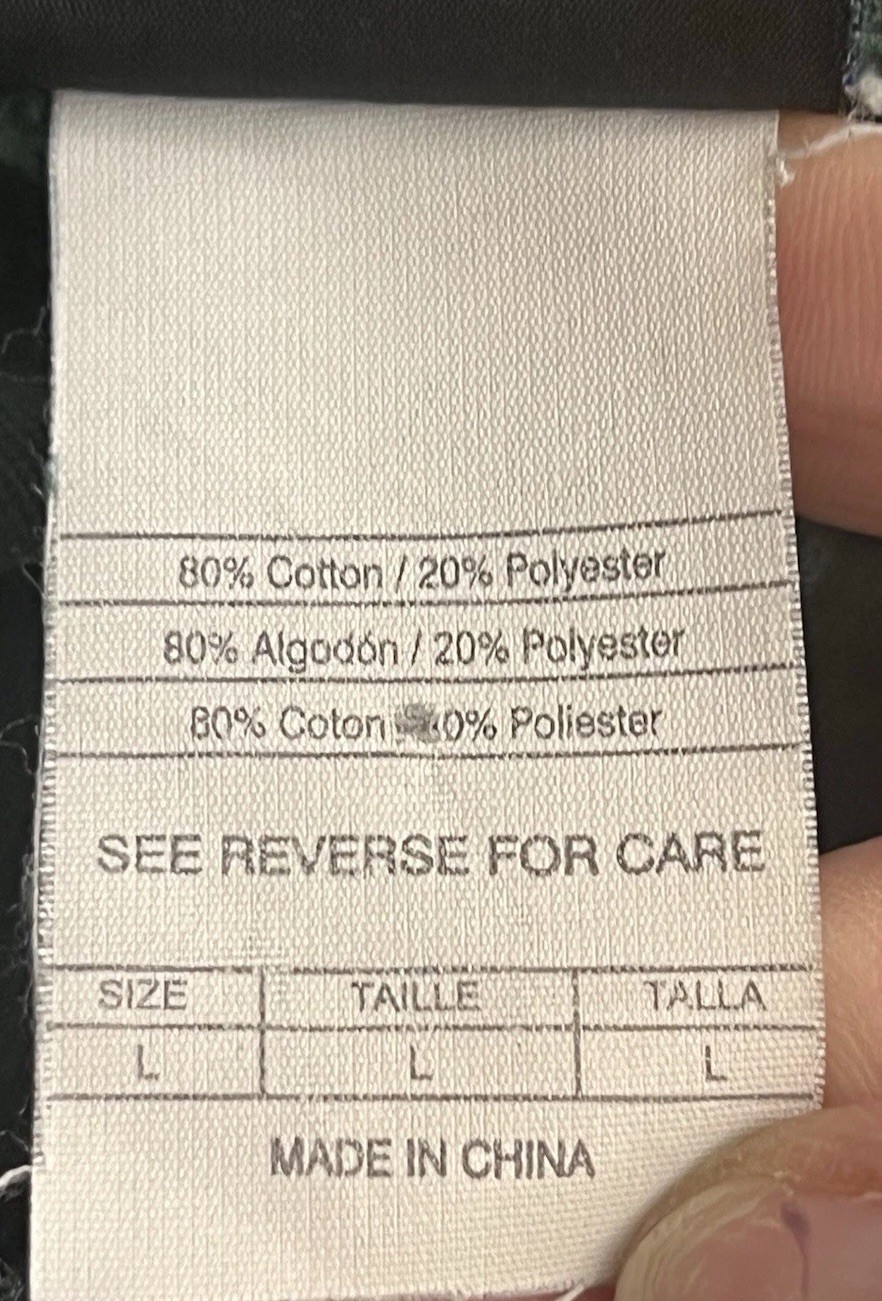 80% Cotton / 20% Polyester
80% Algodón / 20% Polyester
80% Coton 0% Poliester
SEE REVERSE FOR CARE
SIZE TAILLE TALLA
L L L
MADE IN CHINA